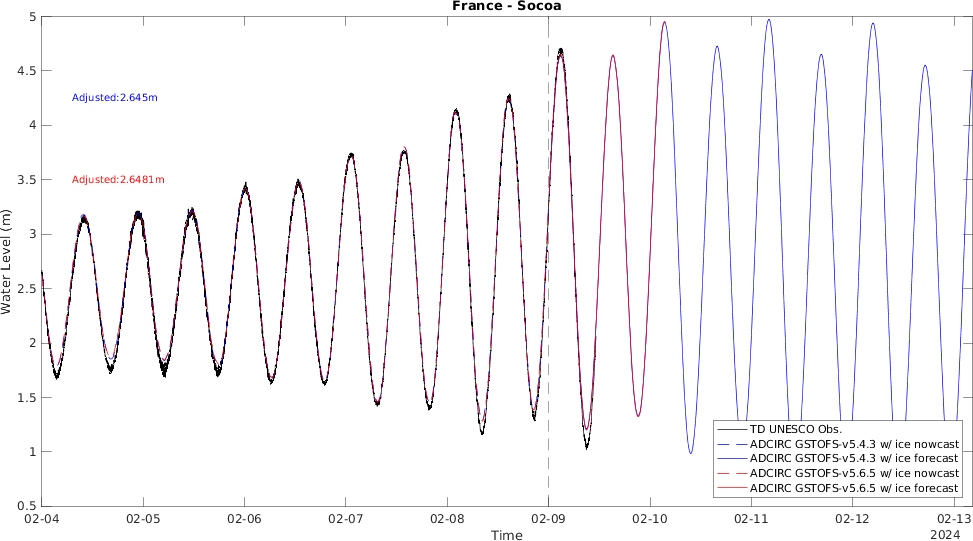 France - Socoa
5
4.5
4
3.5
3
2.5
2
1.5
1
0.5
Water Level (m)
Adjusted:2.645m
Adjusted:2.6481m
TD UNESCO Obs.
ADCIRC GSTOFS-v5.4.3 w/ ice nowcast
ADCIRC GSTOFS-v5.4.3 w/ ice forecast
ADCIRC GSTOFS-v5.6.5 w/ ice nowcast
ADCIRC GSTOFS-v5.6.5 w/ ice forecast
02-04 02-05 02-06 02-07 02-08 02-09 02-10 02-11 02-12 02-13
Time
2024